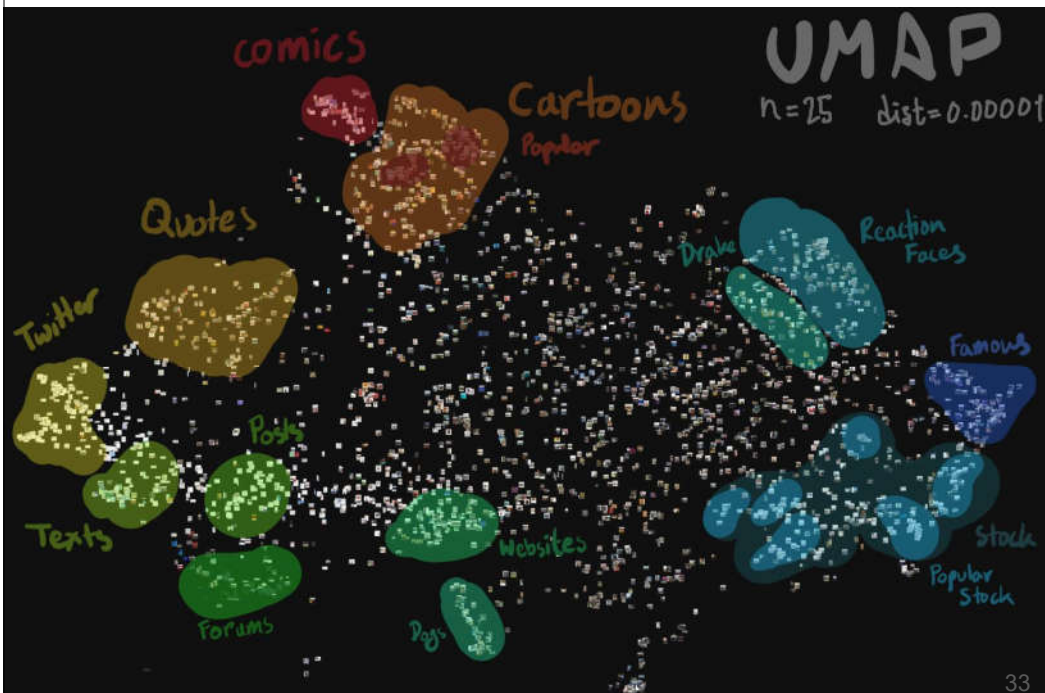 UMAP
n=25 dist=0.00001
comics
Cartoons
Popular
Quotes
Drake
Reaction
Faces
Twitter
Famous
Posts
Texts
Websites
Stock
Popular
Stock
Forums
Dogs
33